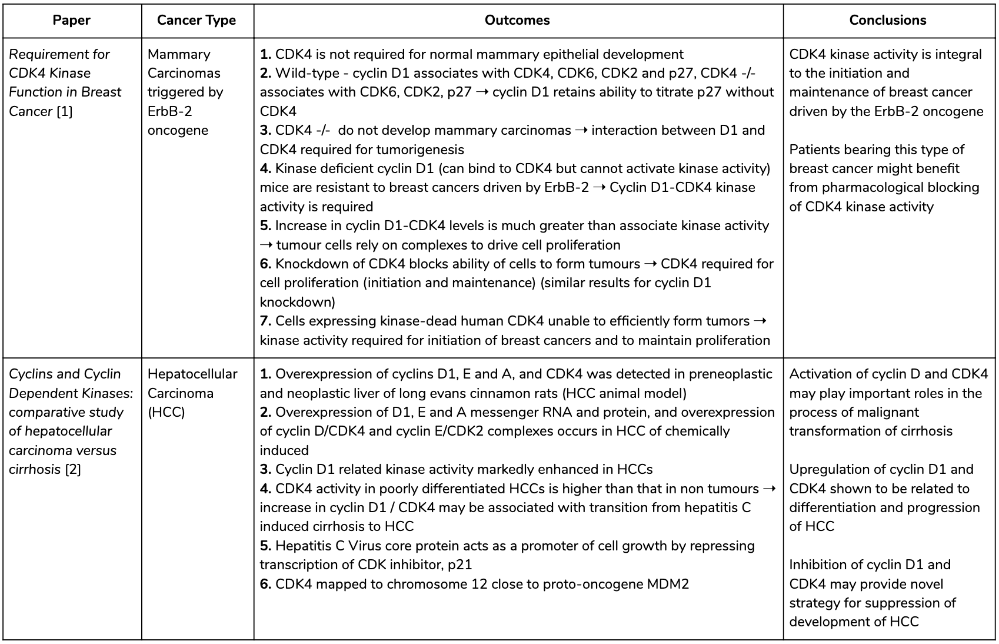 Paper
Cancer Type
Outcomes
Conclusions
Requirement for
CDK4 Kinase
Function in Breast
Cancer [1]
Mammary
Carcinomas
triggered by
ErbB-2
oncogene
1. CDK4 is not required for normal mammary epithelial development
2. Wild-type - cyclin D1 associates with CDK4, CDK6, CDK2 and p27, CDK4 -/-
associates with CDK6, CDK2, p27 → cyclin D1 retains ability to titrate p27 without
CDK4
3. CDK4 -/-  do not develop mammary carcinomas → interaction between D1 and
CDK4 required for tumorigenesis
4. Kinase deficient cyclin D1 (can bind to CDK4 but cannot activate kinase activity)
mice are resistant to breast cancers driven by ErbB-2 → Cyclin D1-CDK4 kinase
activity is required
5. Increase in cyclin D1-CDK4 levels is much greater than associate kinase activity
→ tumour cells rely on complexes to drive cell proliferation
6. Knockdown of CDK4 blocks ability of cells to form tumours → CDK4 required for
cell proliferation (initiation and maintenance) (similar results for cyclin D1
knockdown)
7. Cells expressing kinase-dead human CDK4 unable to efficiently form tumors →
kinase activity required for initiation of breast cancers and to maintain proliferation
CDK4 kinase activity is integral
to the initiation and
maintenance of breast cancer
driven by the ErbB-2 oncogene
Patients bearing this type of
breast cancer might benefit
from pharmacological blocking
of CDK4 kinase activity
Cyclins and Cyclin
Dependent Kinases:
comparative study
of hepatocellular
carcinoma versus
cirrhosis [2]
Hepatocellular
Carcinoma
(HCC)
1. Overexpression of cyclins D1, E and A, and CDK4 was detected in preneoplastic
and neoplastic liver of long evans cinnamon rats (HCC animal model)
2. Overexpression of D1, E and A messenger RNA and protein, and overexpression
of cyclin D/CDK4 and cyclin E/CDK2 complexes occurs in HCC of chemically
induced
3. Cyclin D1 related kinase activity markedly enhanced in HCCs
4. CDK4 activity in poorly differentiated HCCs is higher than that in non tumours →
increase in cyclin D1 / CDK4 may be associated with transition from hepatitis C
induced cirrhosis to HCC
5. Hepatitis C Virus core protein acts as a promoter of cell growth by repressing
transcription of CDK inhibitor, p21
6. CDK4 mapped to chromosome 12 close to proto-oncogene MDM2
Activation of cyclin D and CDK4
may play important roles in the
process of malignant
transformation of cirrhosis
Upregulation of cyclin D1 and
CDK4 shown to be related to
differentiation and progression
of HCC
Inhibition of cyclin D1 and
CDK4 may provide novel
strategy for suppression of
development of HCC